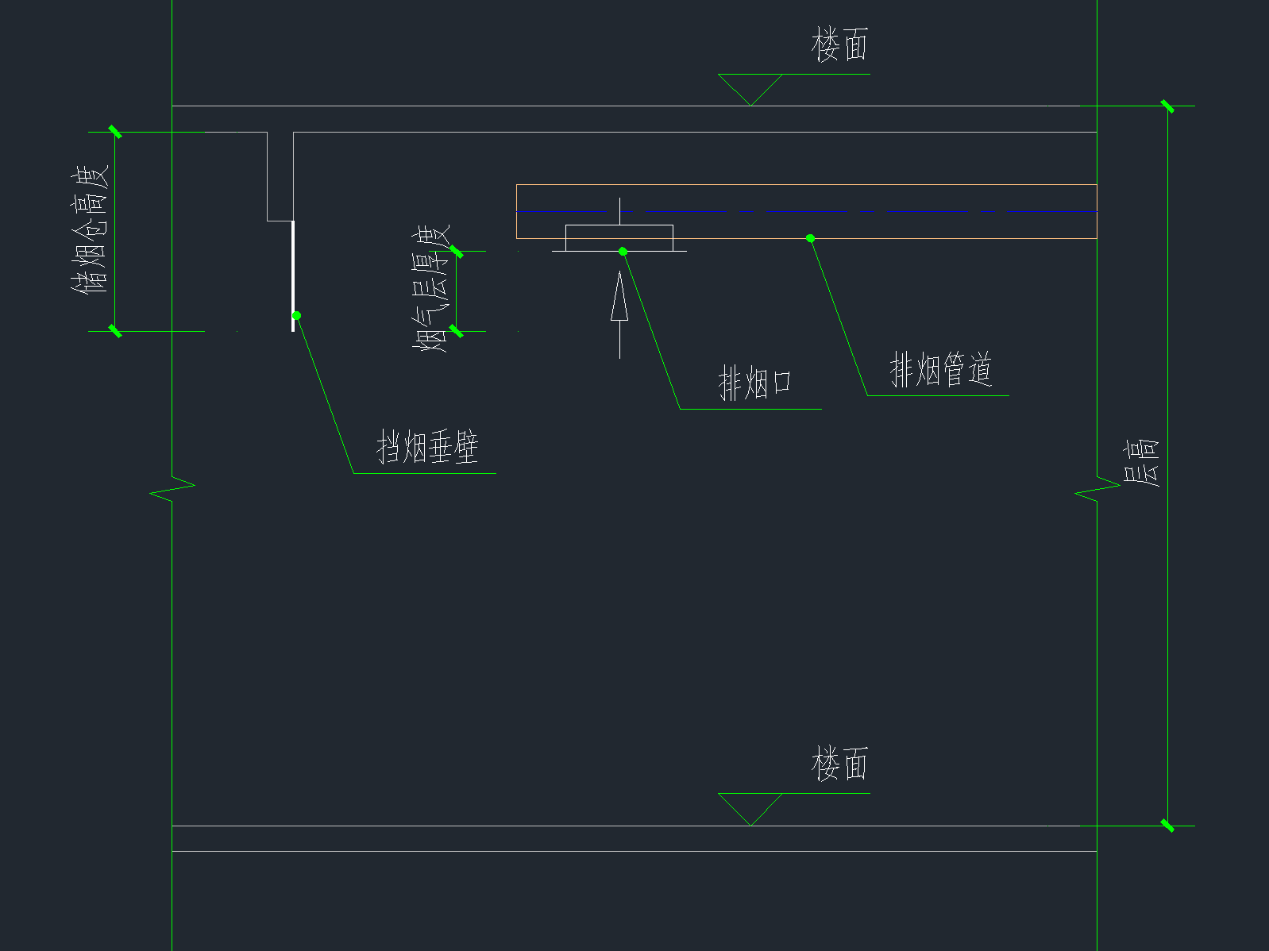 楼面
储烟仓高度
烟气层厚度
排烟管道
排烟口
挡烟垂壁
层高
楼面